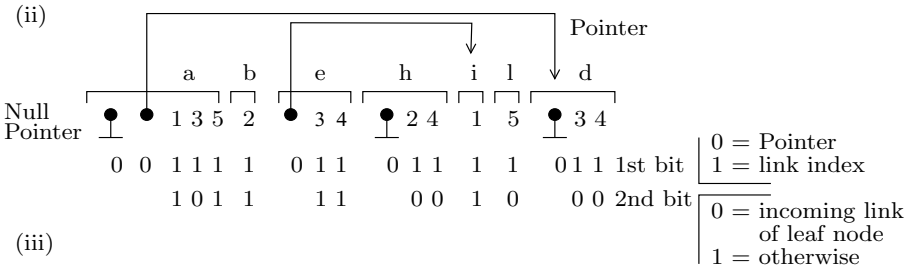 (ii)
Pointer
a b e h i l d
Null Pointer
1 3 5 2 3 4 2 4 1 5 3 4
0 0 1 1 1 1 0 1 1 0 1 1 1 1 0 1 1 1st bit
1 0 1 1 1 1 0 0 1 0 0 0 2nd bit
0 = Pointer
1 = link index
0 = incoming link
of leaf node
1 = otherwise
(iii)